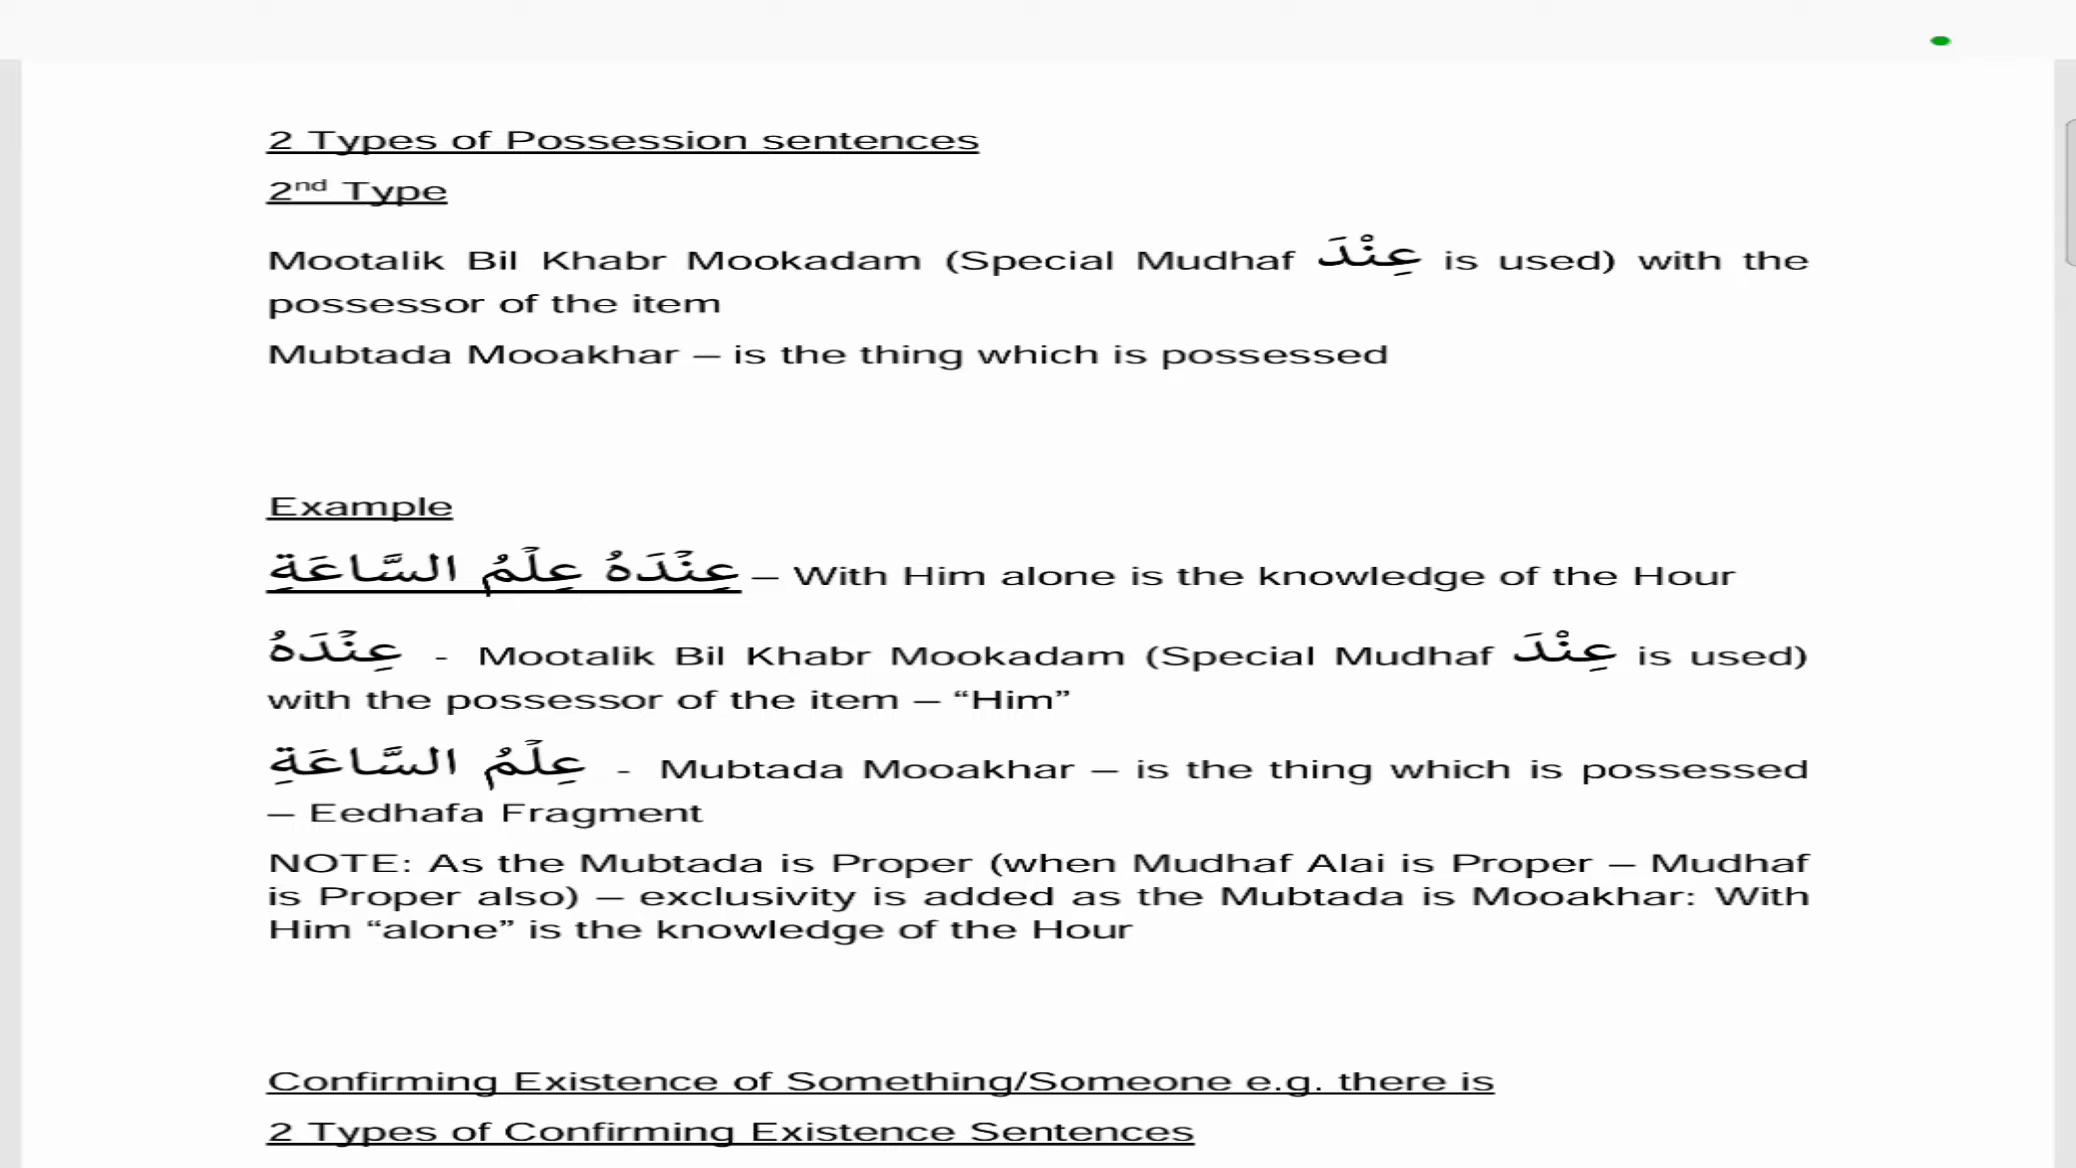 2 Types of Possession sentences
2nd Type
Mootalik Bil Khabr Mookadam (Special Mudhaf عِنْدَ is used) with the
possessor of the item
Mubtada Mooakhar – is the thing which is possessed
Example
عِنْدَهُ عِلْمُ السَّاعَةِ – With Him alone is the knowledge of the Hour
عِنْدَهُ - Mootalik Bil Khabr Mookadam (Special Mudhaf عِنْدَ is used)
with the possessor of the item – “Him”
عِلْمُ السَّاعَةِ - Mubtada Mooakhar – is the thing which is possessed
– Eedhafa Fragment
NOTE: As the Mubtada is Proper (when Mudhaf Alai is Proper – Mudhaf
is Proper also) – exclusivity is added as the Mubtada is Mooakhar: With
Him “alone” is the knowledge of the Hour
Confirming Existence of Something/Someone e.g. there is
2 Types of Confirming Existence Sentences